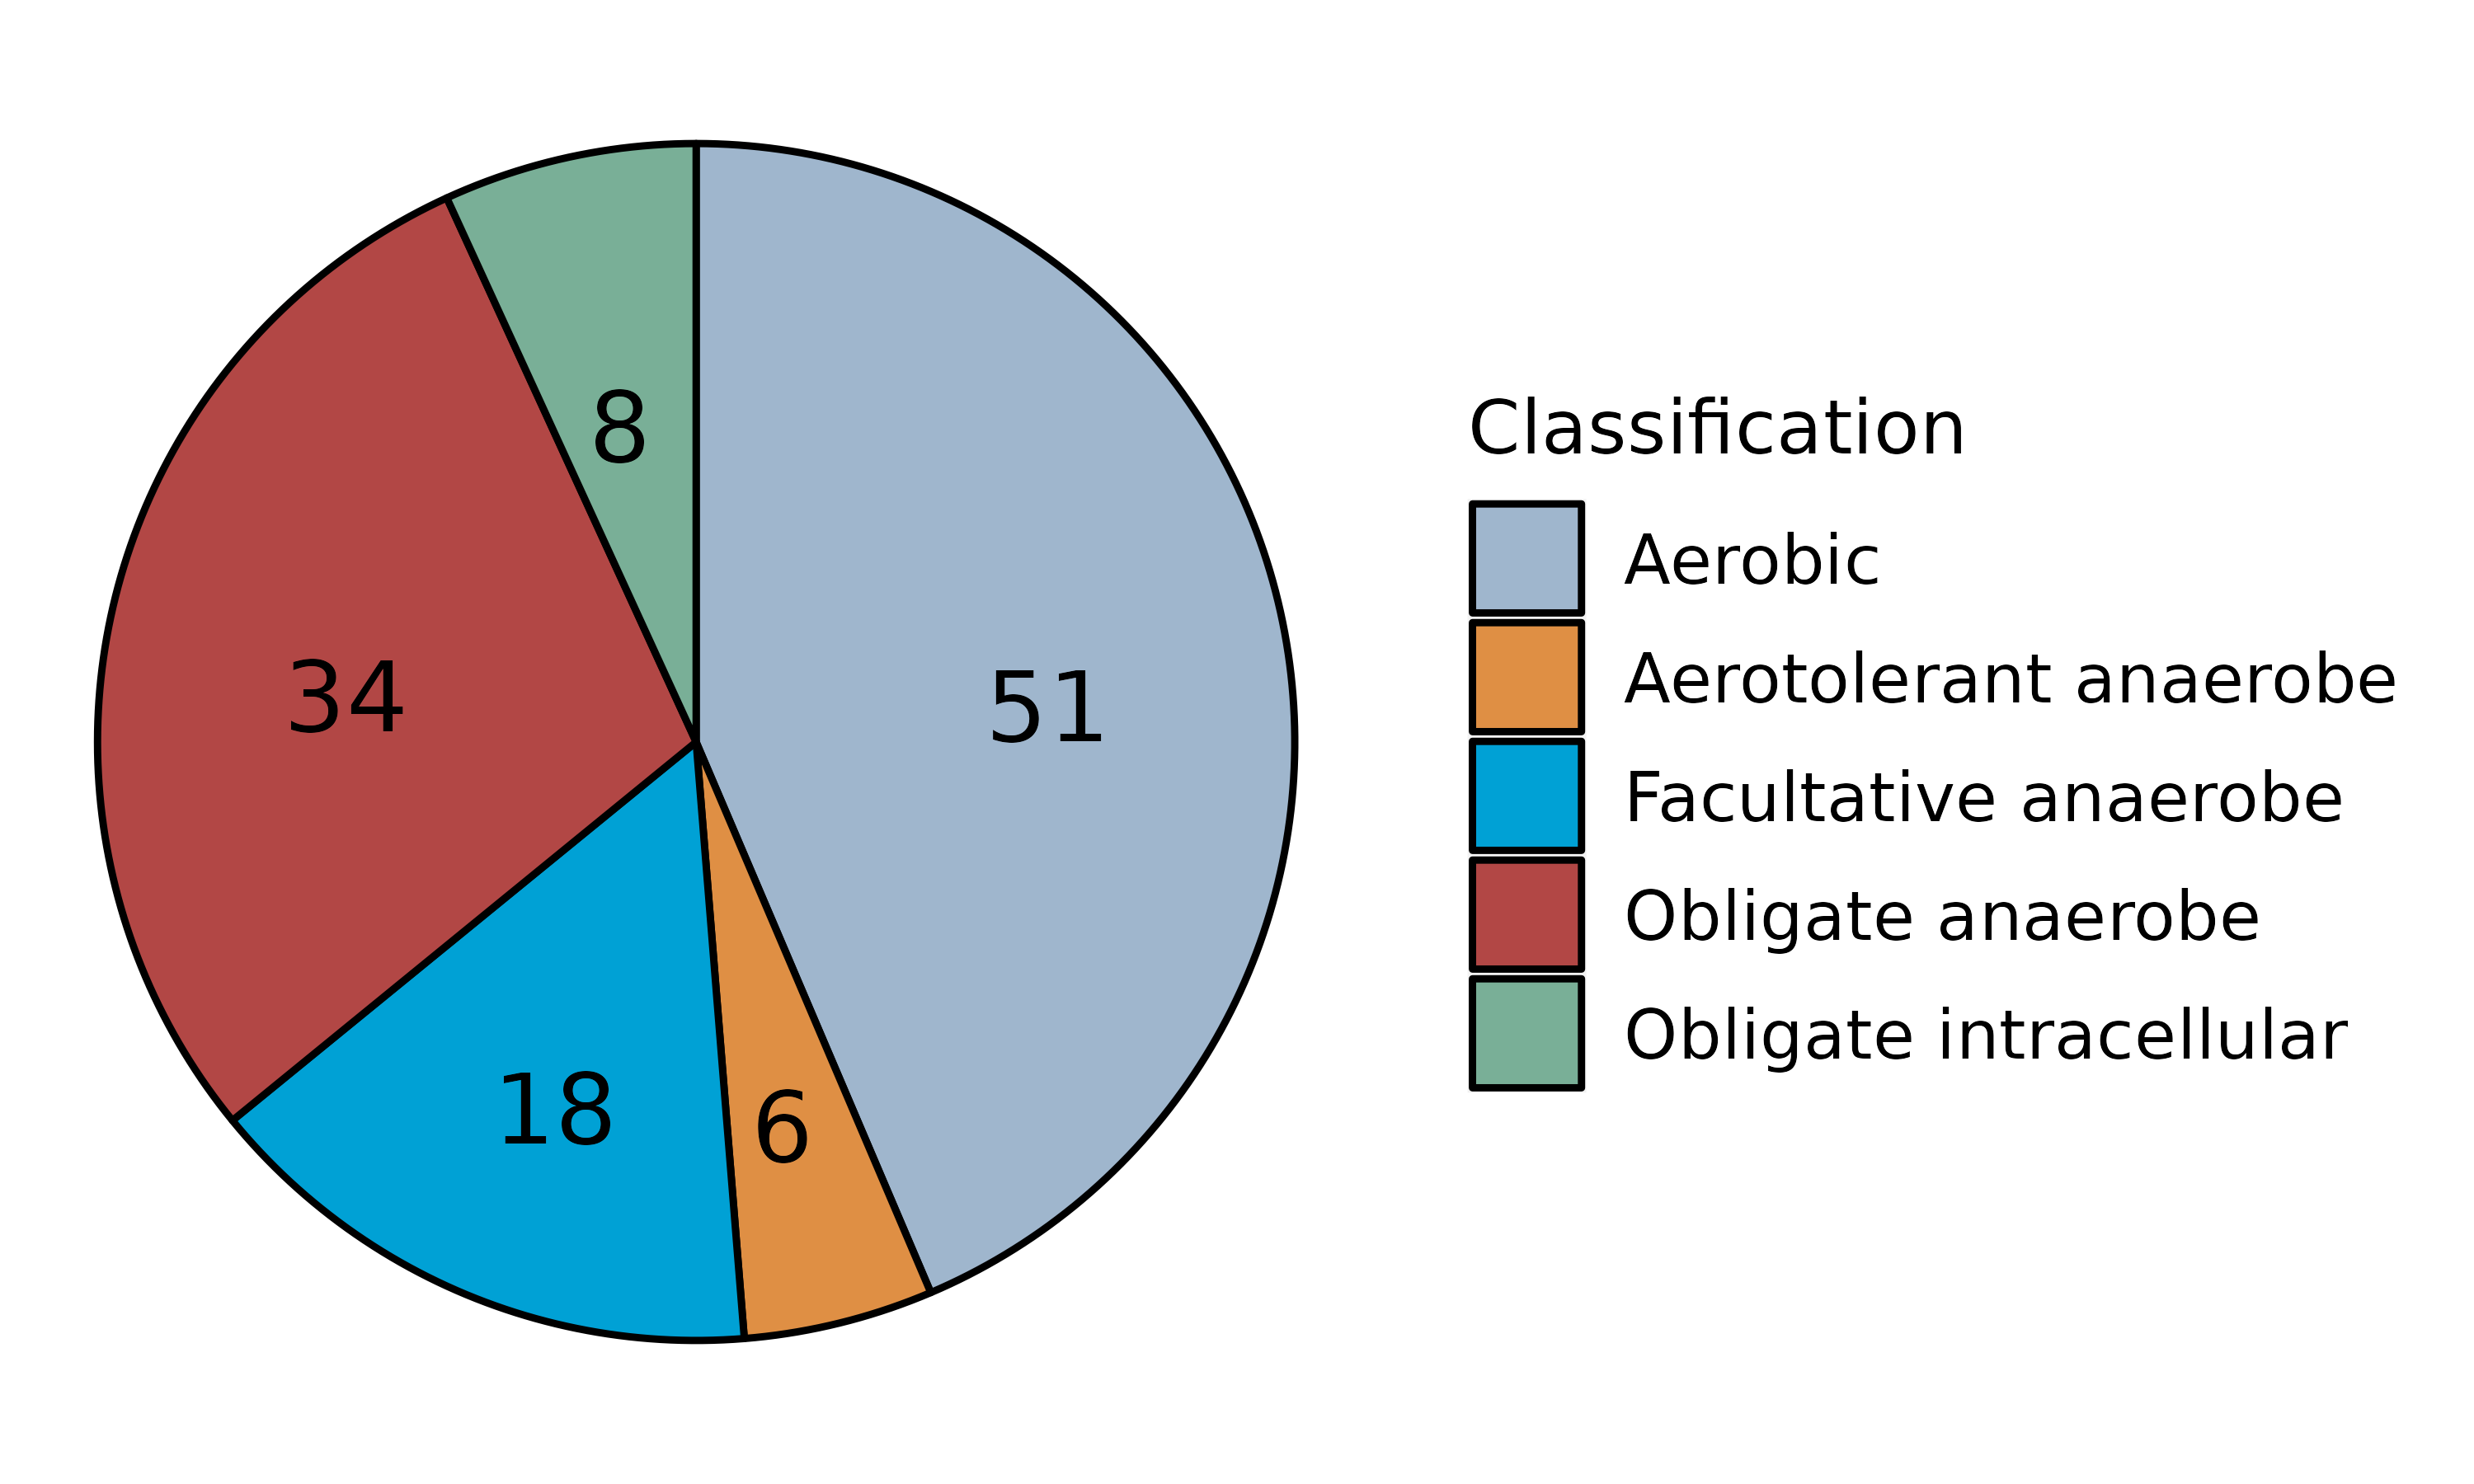 8
34
51
18
6
Classification
Aerobic
Aerotolerant anaerobe
Facultative anaerobe
Obligate anaerobe
Obligate intracellular